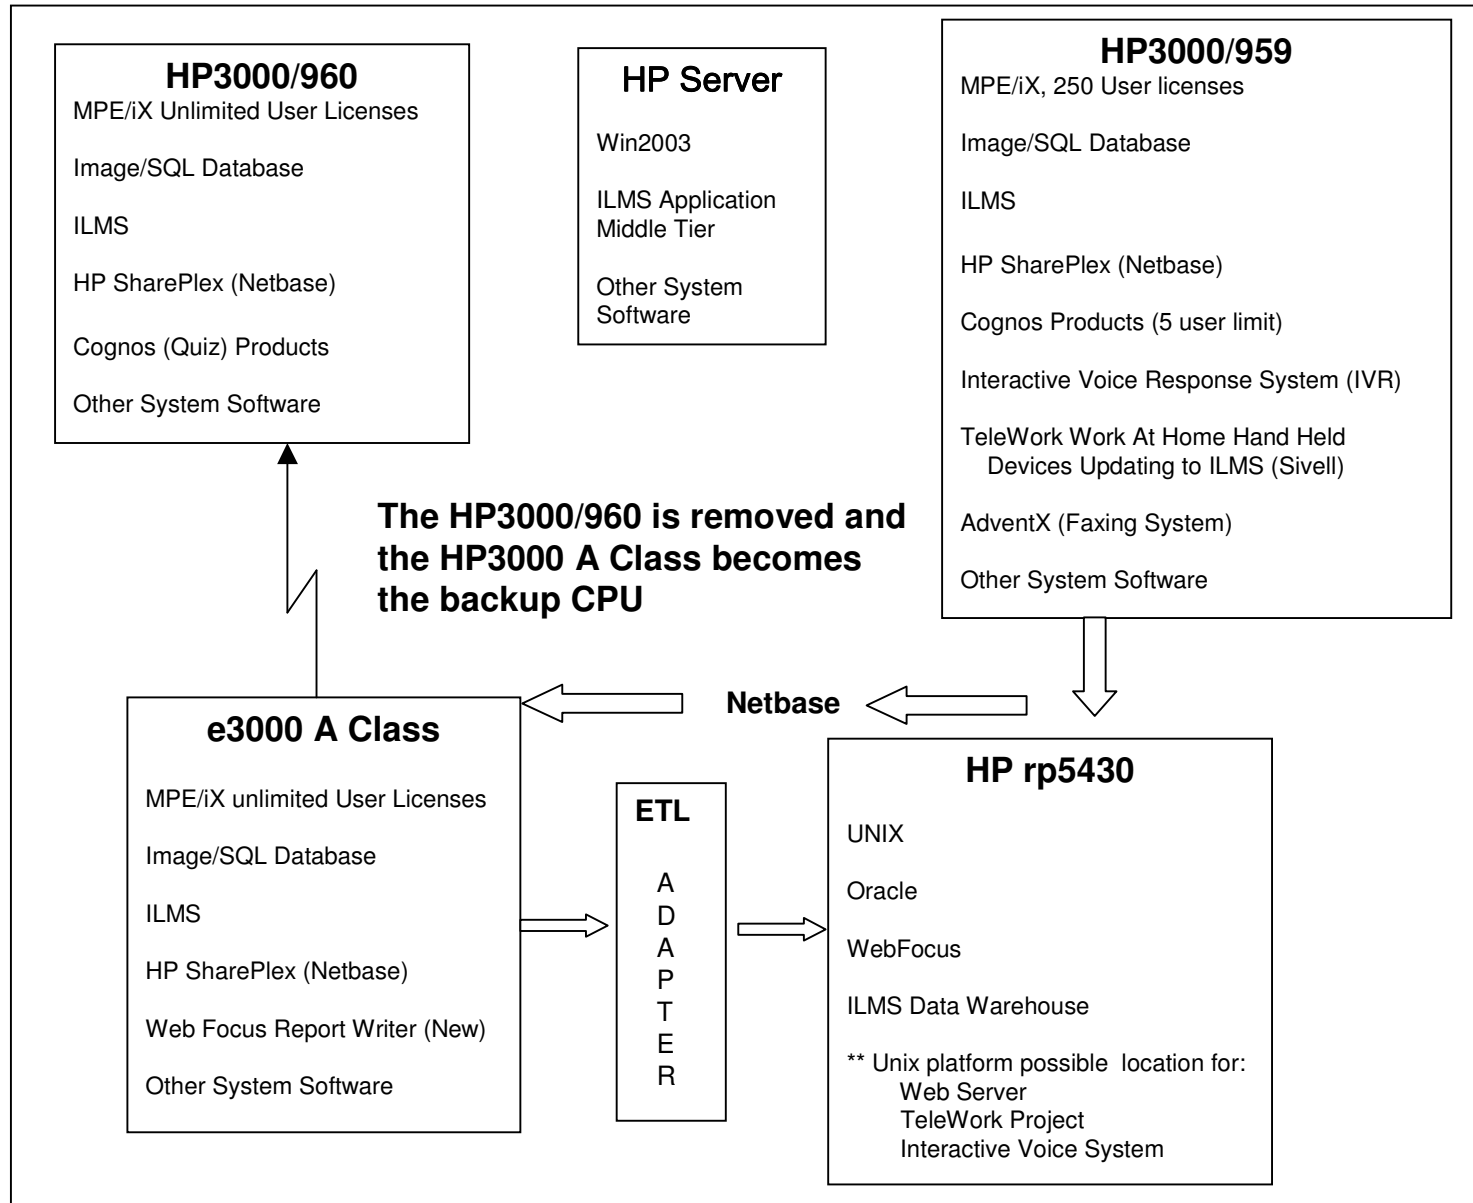 HP3000/960
MPE/iX Unlimited User Licenses
Image/SQL Database
ILMS
HP SharePlex (Netbase)
Cognos (Quiz) Products
Other System Software
HP Server
Win2003
ILMS Application
Middle Tier
Other System
Software
HP3000/959
MPE/iX, 250 User licenses
Image/SQL Database
ILMS
HP SharePlex (Netbase)
Cognos Products (5 user limit)
Interactive Voice Response System (IVR)
TeleWork Work At Home Hand Held
Devices Updating to ILMS (Sivell)
AdventX (Faxing System)
Other System Software
The HP3000/960 is removed and
the HP3000 A Class becomes
the backup CPU
Netbase
e3000 A Class
MPE/iX unlimited User Licenses
Image/SQL Database
ILMS
HP SharePlex (Netbase)
Web Focus Report Writer (New)
Other System Software
ETL
A
D
A
P
T
E
R
HP rp5430
UNIX
Oracle
WebFocus
ILMS Data Warehouse
** Unix platform possible  location for:
Web Server
TeleWork Project
Interactive Voice System